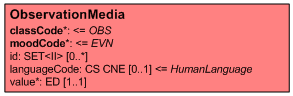 ObservationMedia
classCode*: <= OBS
moodCode*: <= EVN
id: SET<II> [0..*]
languageCode: CS CNE [0..1] <= HumanLanguage
value*: ED [1..1]